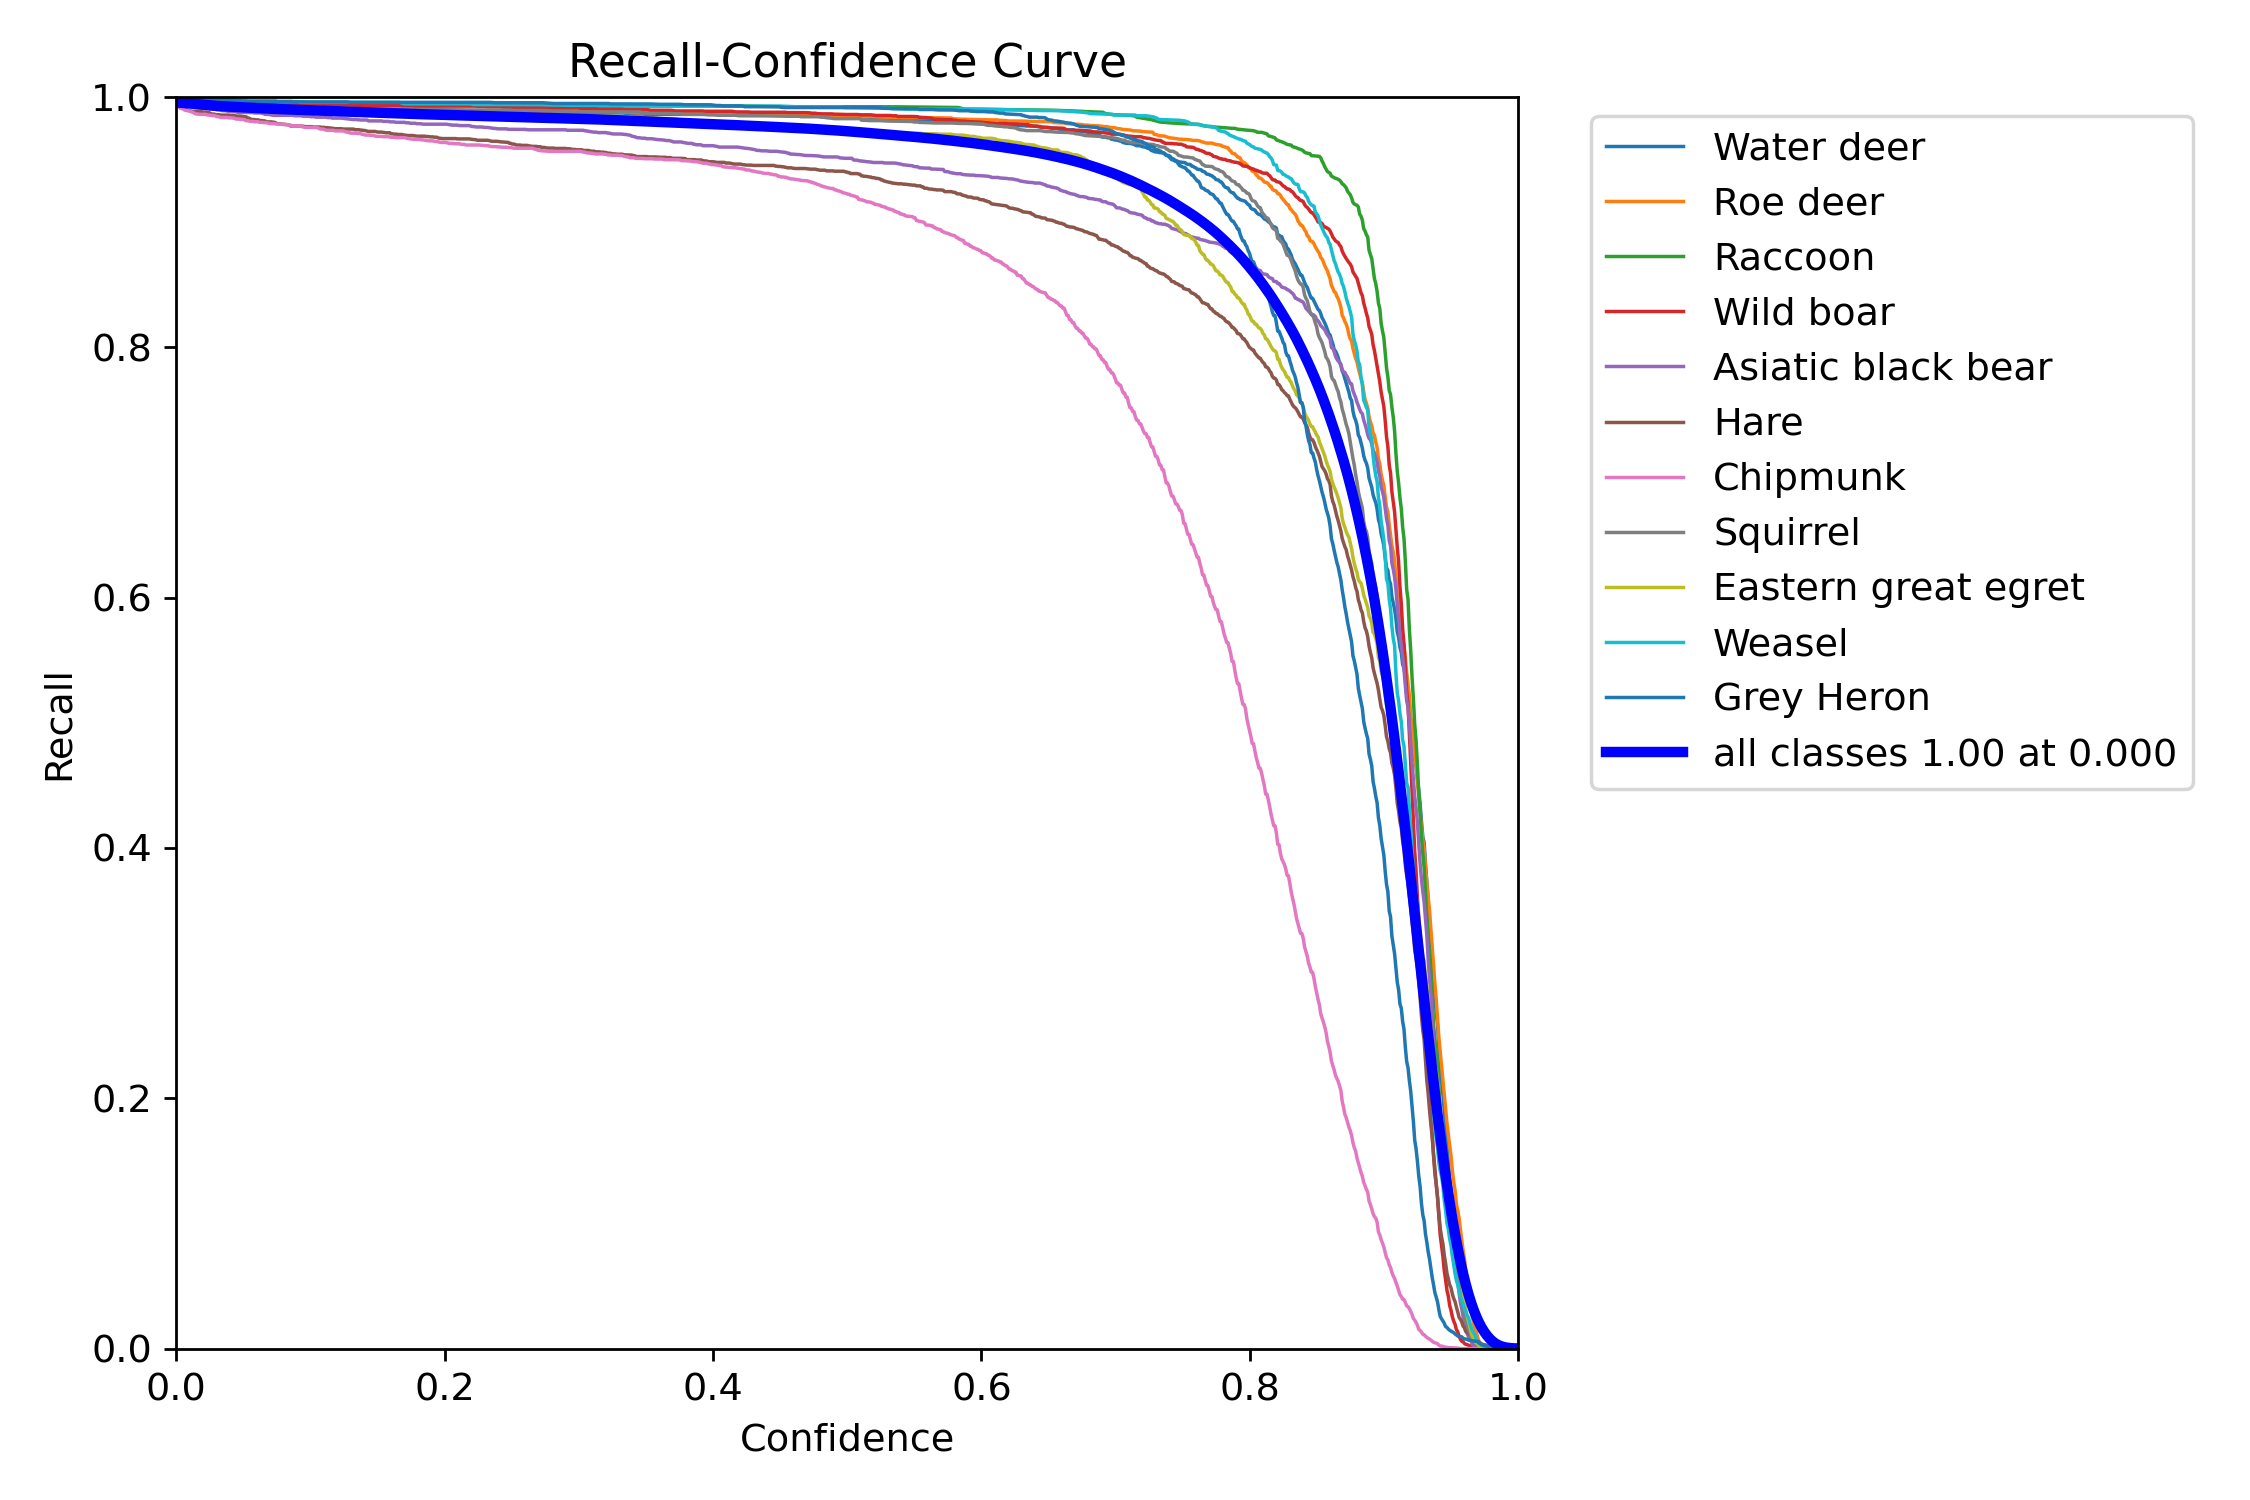 Recall-Confidence Curve
1.0
0.8
0.6
0.4
0.2
0.0
Recall
0.0 0.2 0.4 0.6 0.8 1.0
Confidence
Water deer
Roe deer
Raccoon
Wild boar
Asiatic black bear
Hare
Chipmunk
Squirrel
Eastern great egret
Weasel
Grey Heron
all classes 1.00 at 0.000